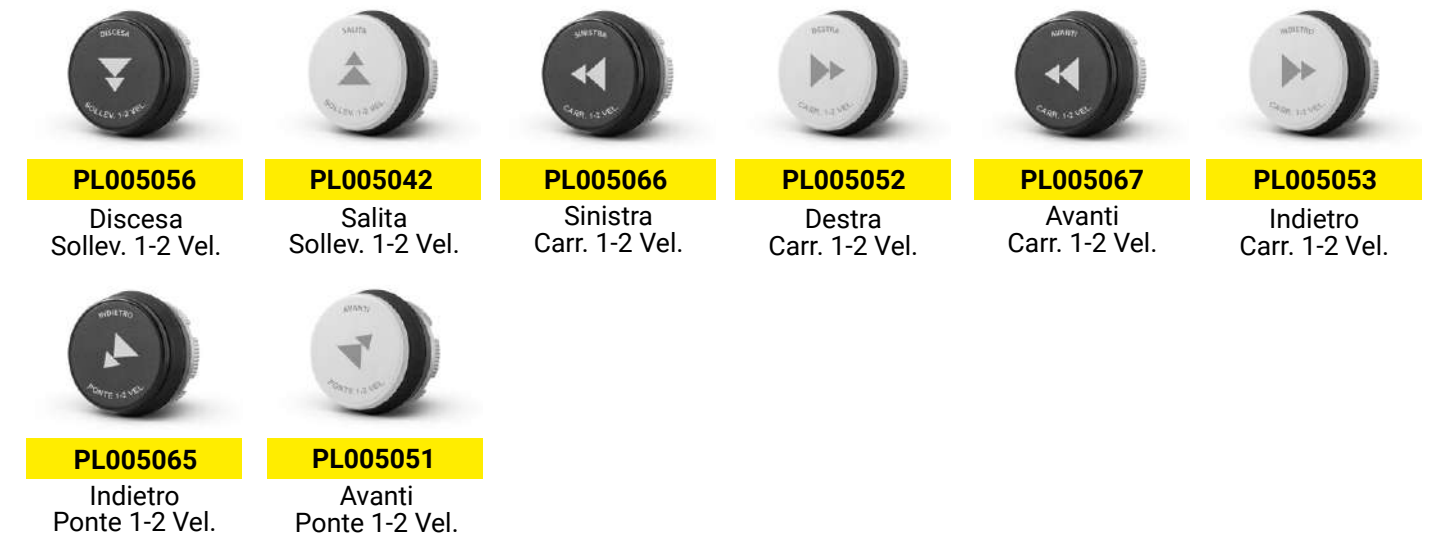 DISCESA
SOLLEV. 1-2 VEL.
SALITA
SOLLEV. 1-2 VEL.
SINISTRA
CARR. 1-2 VEL.
DESTRA
CARR. 1-2 VEL.
AVANTI
CARR. 1-2 VEL.
INDIETRO
CARR. 1-2 VEL.
PL005056
PL005042
PL005066
PL005052
PL005067
PL005053
Discesa
Sollev. 1-2 Vel.
Salita
Sollev. 1-2 Vel.
Sinistra
Carr. 1-2 Vel.
Destra
Carr. 1-2 Vel.
Avanti
Carr. 1-2 Vel.
Indietro
Carr. 1-2 Vel.
INDIETRO
PONTE 1-2 VEL.
AVANTI
PONTE 1-2 VEL.
PL005065
PL005051
Indietro
Ponte 1-2 Vel.
Avanti
Ponte 1-2 Vel.